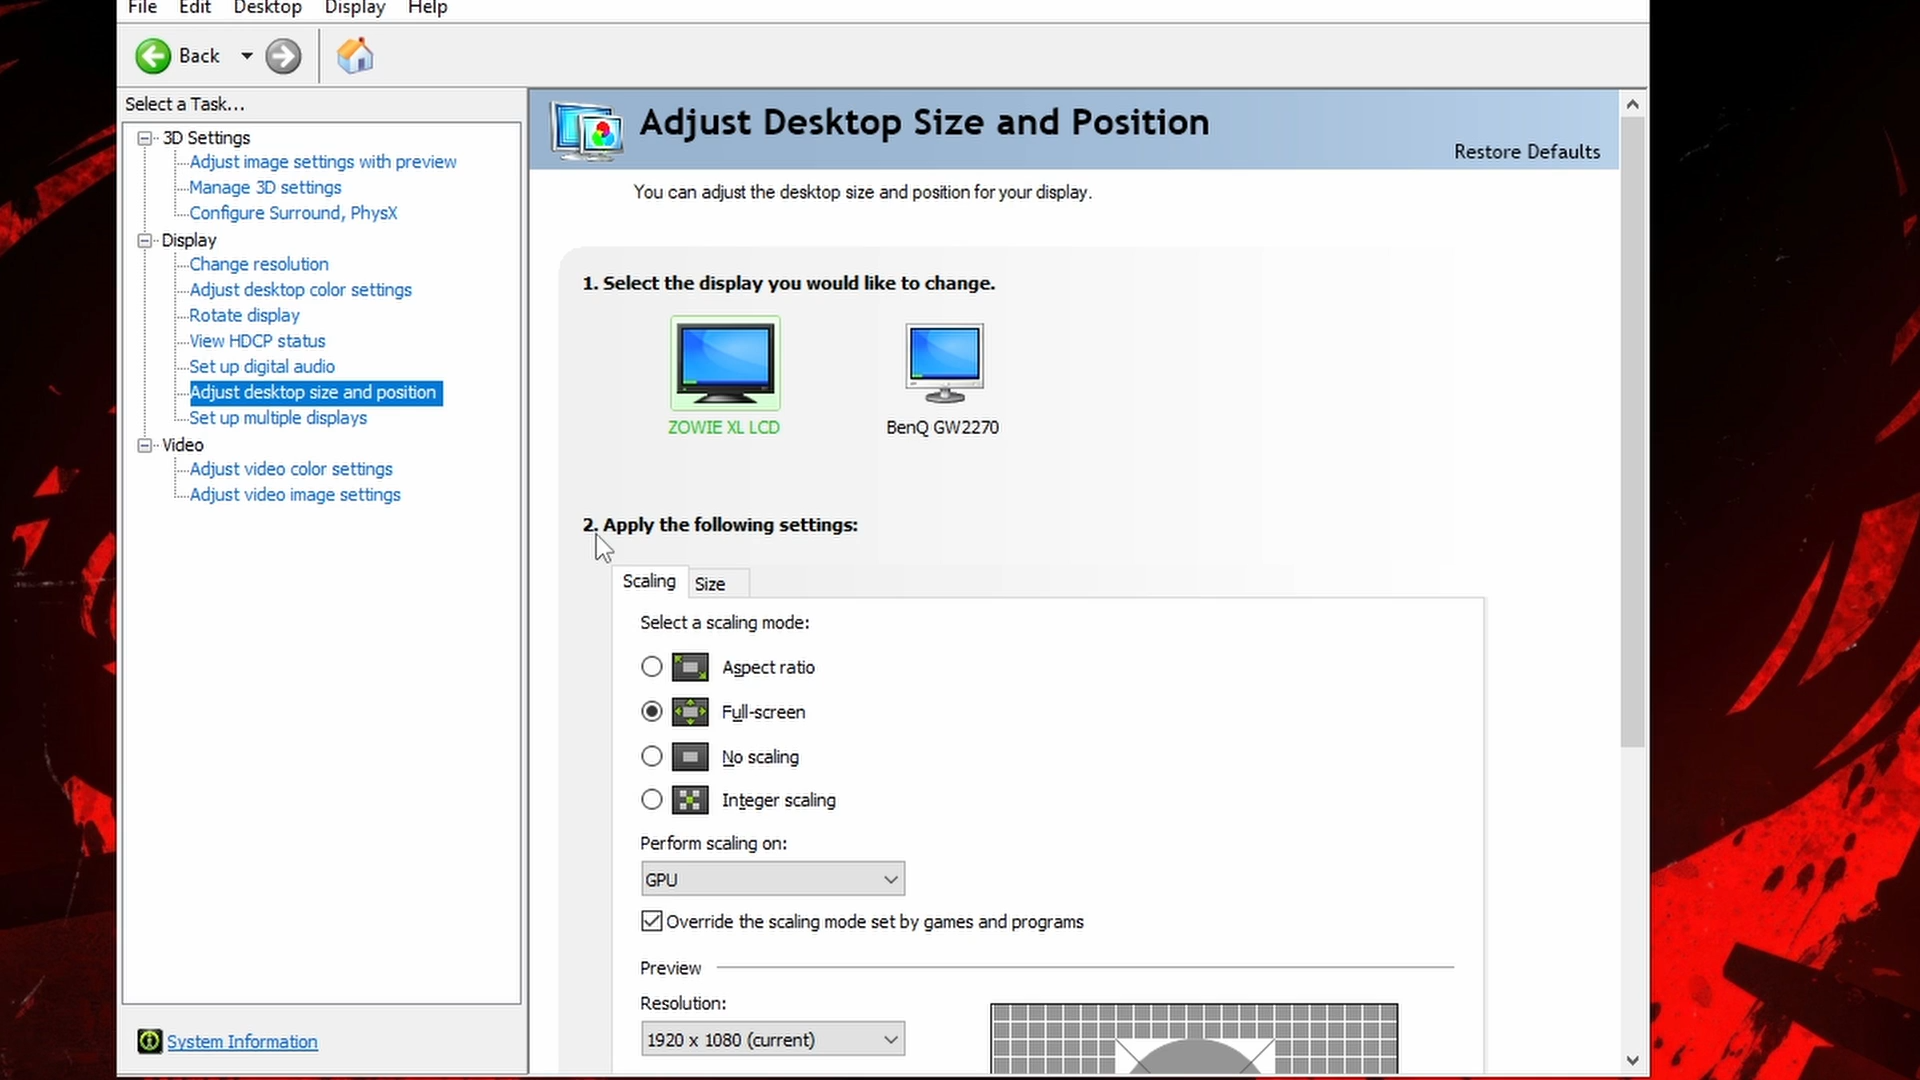 File Edit Desktop Display Help
Back
Select a Task...
3D Settings
Adjust image settings with preview
Manage 3D settings
Configure Surround, PhysX
Display
Change resolution
Adjust desktop color settings
Rotate display
View HDCP status
Set up digital audio
Adjust desktop size and position
Set up multiple displays
Video
Adjust video color settings
Adjust video image settings
System Information
Adjust Desktop Size and Position
Restore Defaults
You can adjust the desktop size and position for your display.
1. Select the display you would like to change.
ZOWIE XL LCD
BenQ GW2270
2. Apply the following settings:
Scaling Size
Select a scaling mode:
Aspect ratio
Full-screen
No scaling
Integer scaling
Perform scaling on:
GPU
Override the scaling mode set by games and programs
Preview
Resolution:
1920 x 1080 (current)